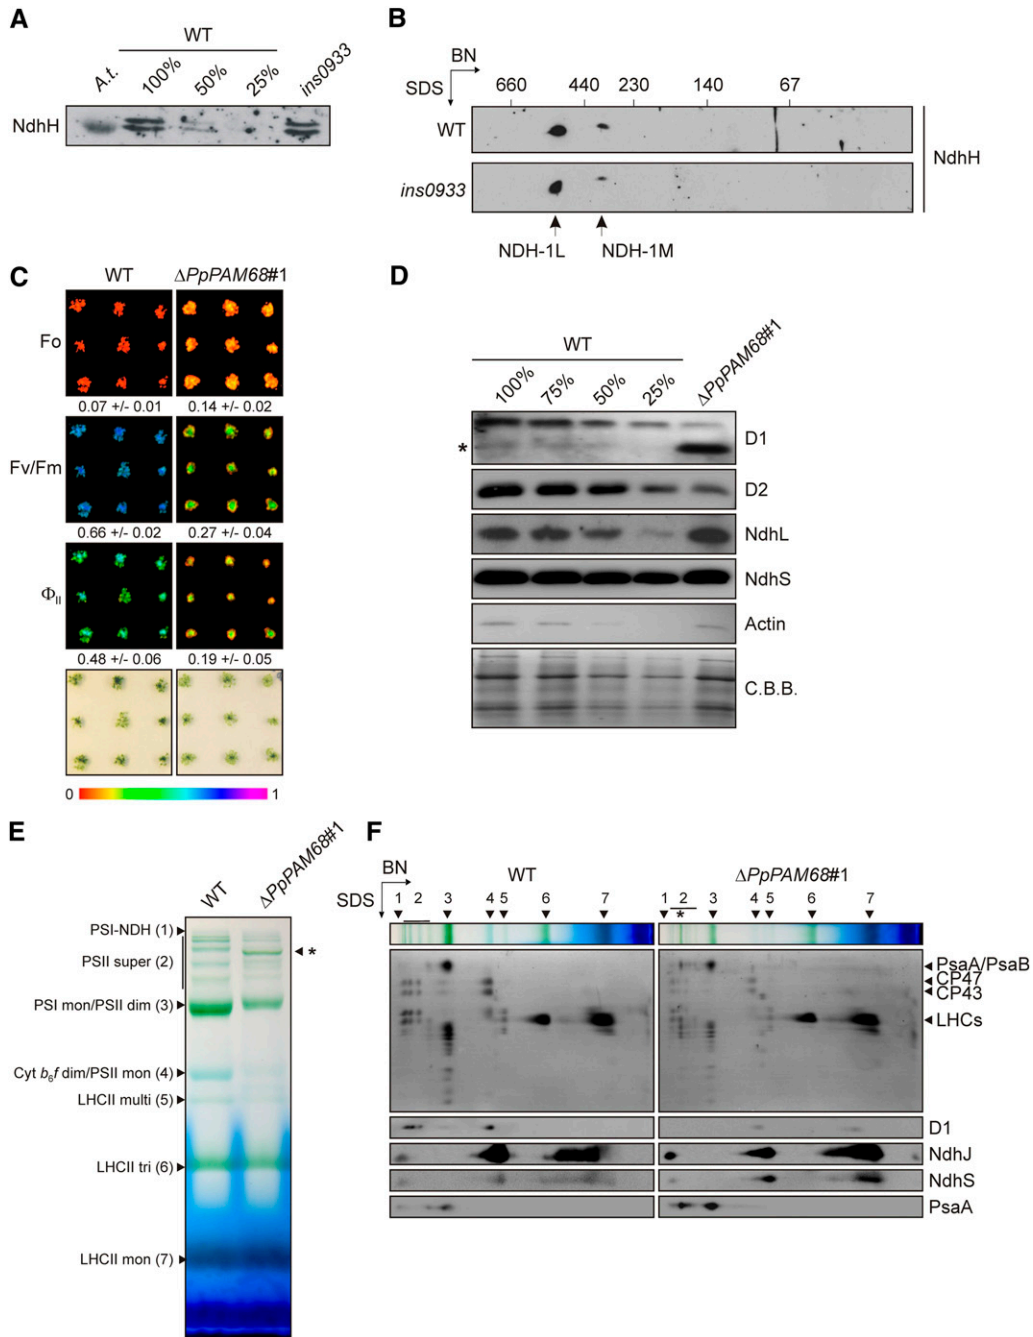 A
WT
A.t. 100% 50% 25% ins0933
NdhH
B
BN
SDS
660 440 230 140 67
WT
ins0933
NdhH
NDH-1L NDH-1M
C
WT ΔPpPAM68#1
Fo
0.07 +/- 0.01 0.14 +/- 0.02
Fv/Fm
0.66 +/- 0.02 0.27 +/- 0.04
ΦII
0.48 +/- 0.06 0.19 +/- 0.05
0 1
D
WT
100% 75% 50% 25% ΔPpPAM68#1
D1
*
D2
NdhL
NdhS
Actin
C.B.B.
E
WT ΔPpPAM68#1
PSI-NDH (1)
*
PSII super (2)
PSI mon/PSII dim (3)
Cyt b6f dim/PSII mon (4)
LHCII multi (5)
LHCII tri (6)
LHCII mon (7)
F
BN
SDS
WT ΔPpPAM68#1
1 2 3 4 5 6 7 1 2 3 4 5 6 7
*
PsaA/PsaB
CP47
CP43
LHCs
D1
NdhJ
NdhS
PsaA